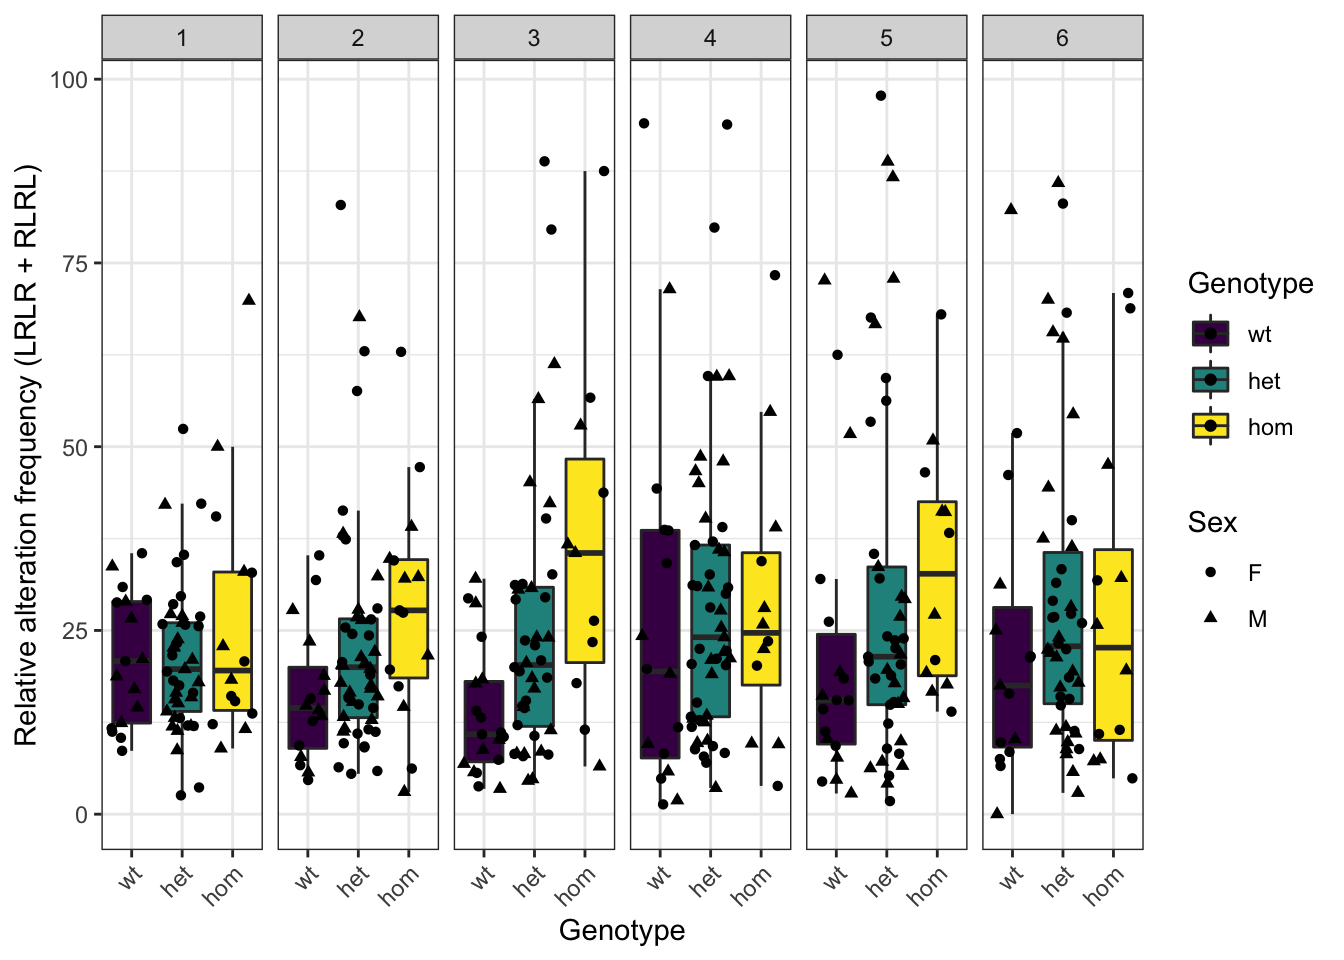 1 2 3 4 5 6
Relative alteration frequency (LRLR + RLRL)
100
75
50
25
0
wt het hom wt het hom wt het hom wt het hom wt het hom wt het hom
Genotype
Genotype
wt
het
hom
Sex
F
M